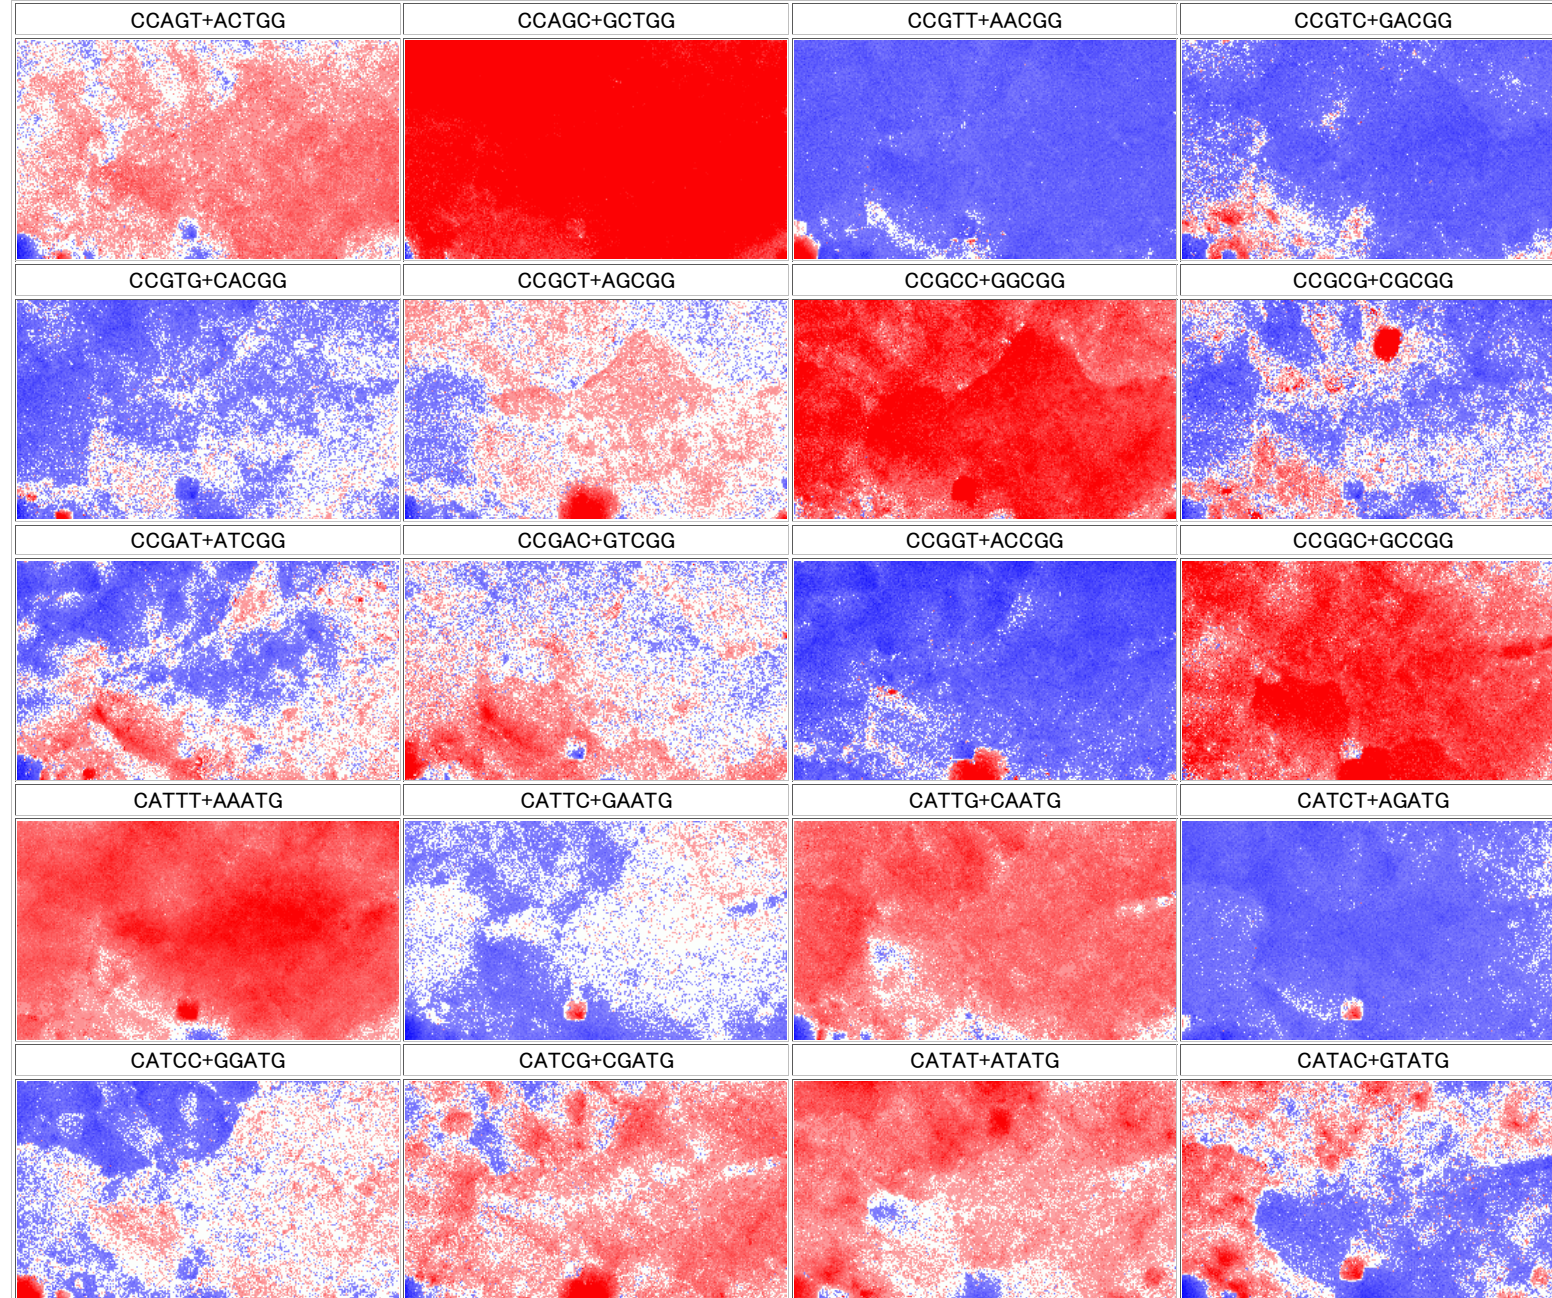 CCAGT+ACTGG CCAGC+GCTGG CCGTT+AACGG CCGTC+GACGG
CCGTG+CACGG CCGCT+AGCGG CCGCC+GGCGG CCGCG+CGCGG
CCGAT+ATCGG CCGAC+GTCGG CCGGT+ACCGG CCGGC+GCCGG
CATTT+AAATG CATTC+GAATG CATTG+CAATG CATCT+AGATG
CATCC+GGATG CATCG+CGATG CATAT+ATATG CATAC+GTATG